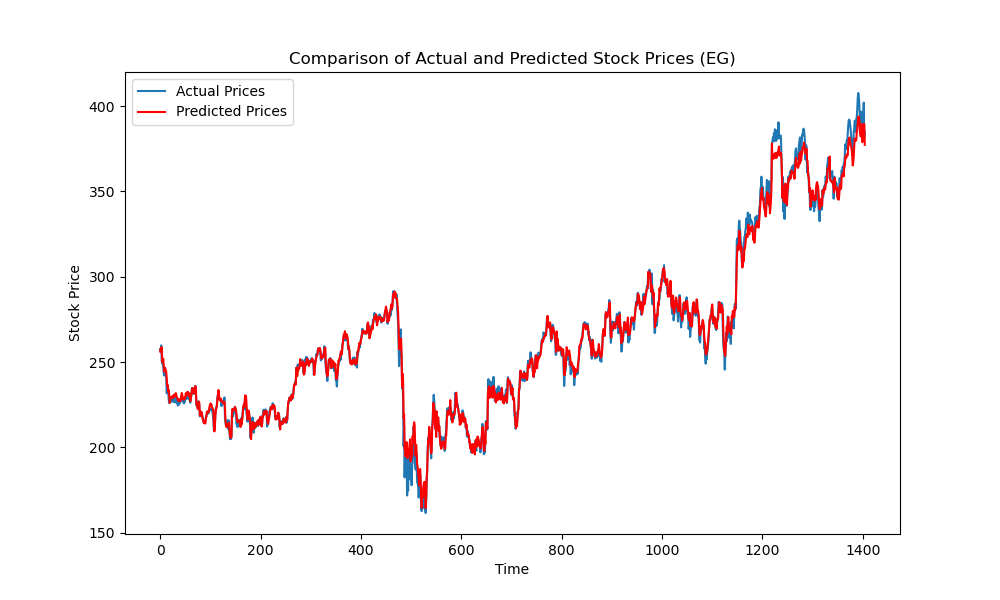 Comparison of Actual and Predicted Stock Prices (EG)
Actual Prices
Predicted Prices
400
350
300
250
200
150
Stock Price
0 200 400 600 800 1000 1200 1400
Time